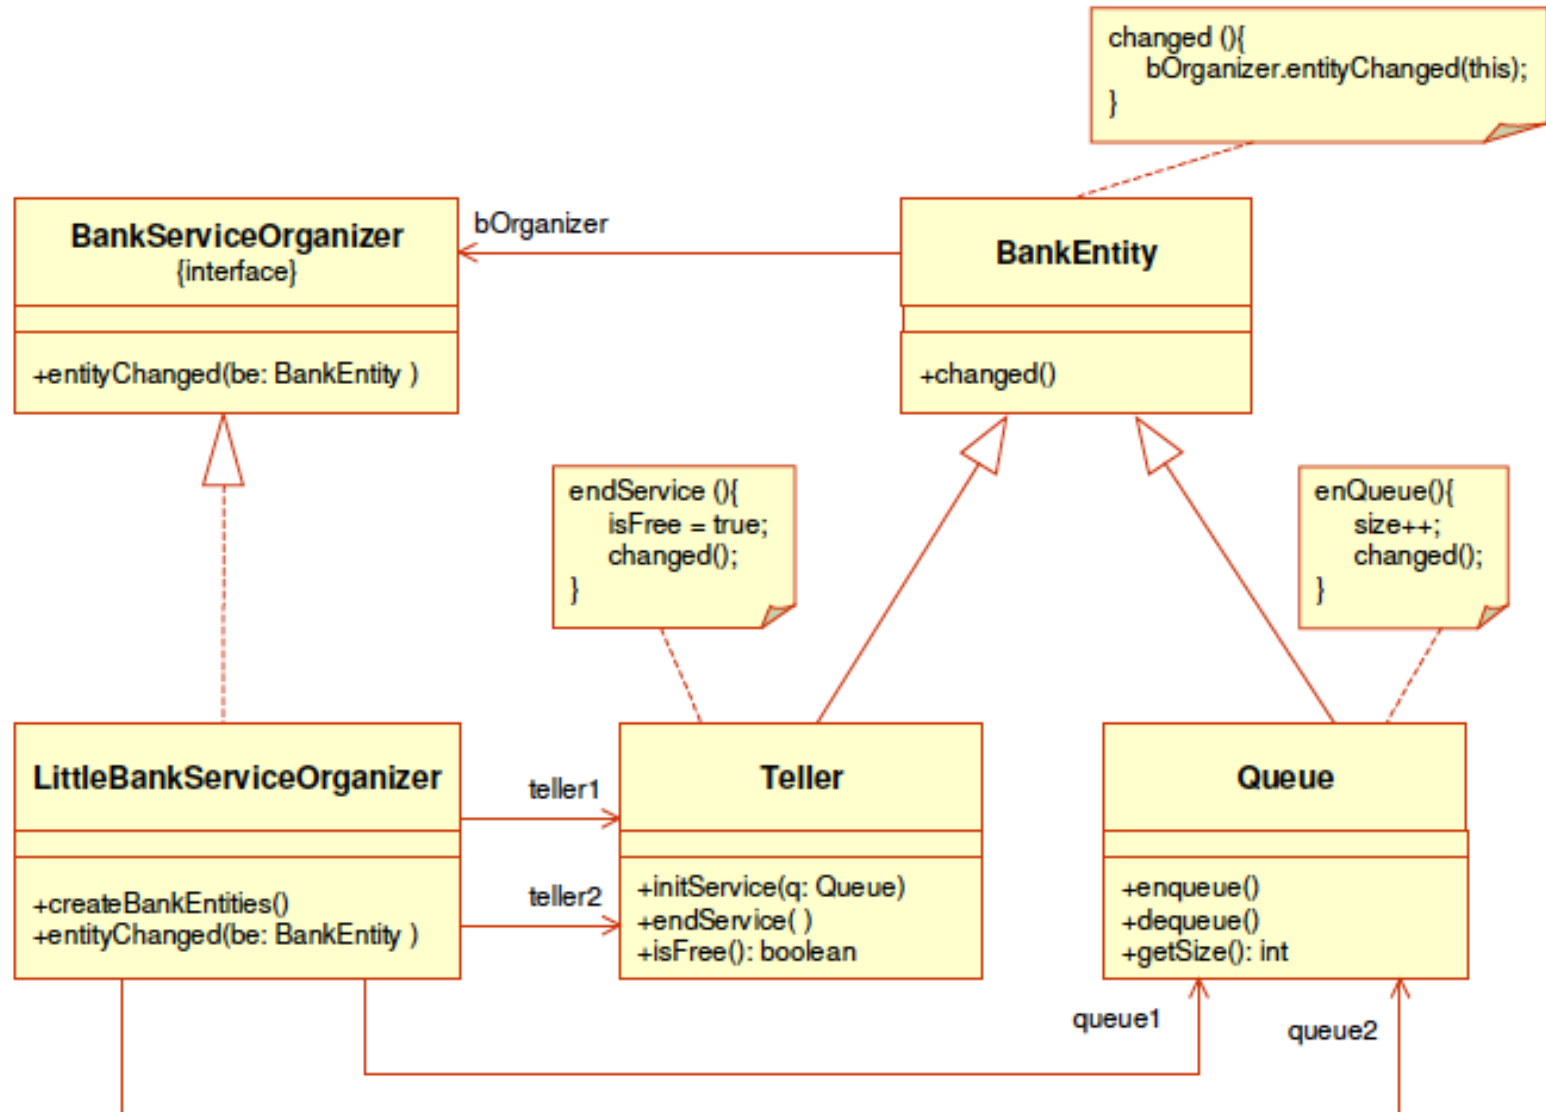 changed (){
bOrganizer.entityChanged(this);
}
BankServiceOrganizer
{interface}
+entityChanged(be: BankEntity )
bOrganizer
BankEntity
+changed()
endService (){
isFree = true;
changed();
}
enQueue(){
size++;
changed();
}
LittleBankServiceOrganizer
+createBankEntities()
+entityChanged(be: BankEntity )
teller1
teller2
Teller
+initService(q: Queue)
+endService( )
+isFree(): boolean
Queue
+enqueue()
+dequeue()
+getSize(): int
queue1
queue2